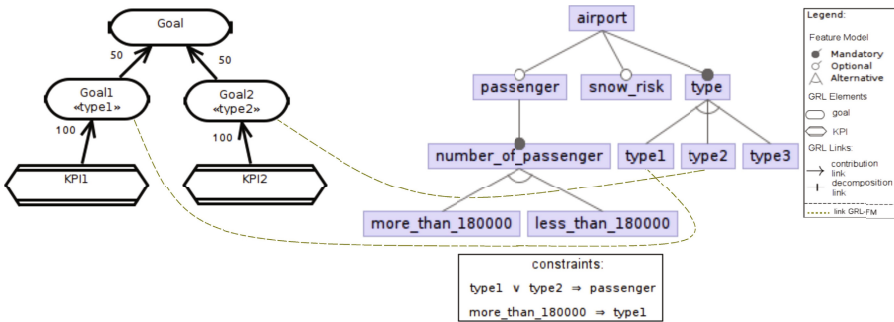 Goal
50
50
Goal1
«type1»
Goal2
«type2»
100
100
KPI1
KPI2
airport
passenger
snow_risk
type
number_of_passenger
type1
type2
type3
more_than_180000
less_than_180000
constraints:
type1 ∨ type2 ⇒ passenger
more_than_180000 ⇒ type1
Legend:
Feature Model
Mandatory
Optional
Alternative
GRL Elements
goal
KPI
GRL Links:
contribution
link
decomposition
link
link GRL-FM